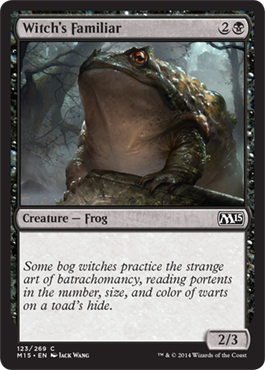 Witch's Familiar 2
Creature — Frog M15
Some bog witches practice the strange
art of batrachomancy, reading portents
in the number, size, and color of warts
on a toad's hide.
2/3
123/269 C
M15 • EN Jack Wang ™ & © 2014 Wizards of the Coast